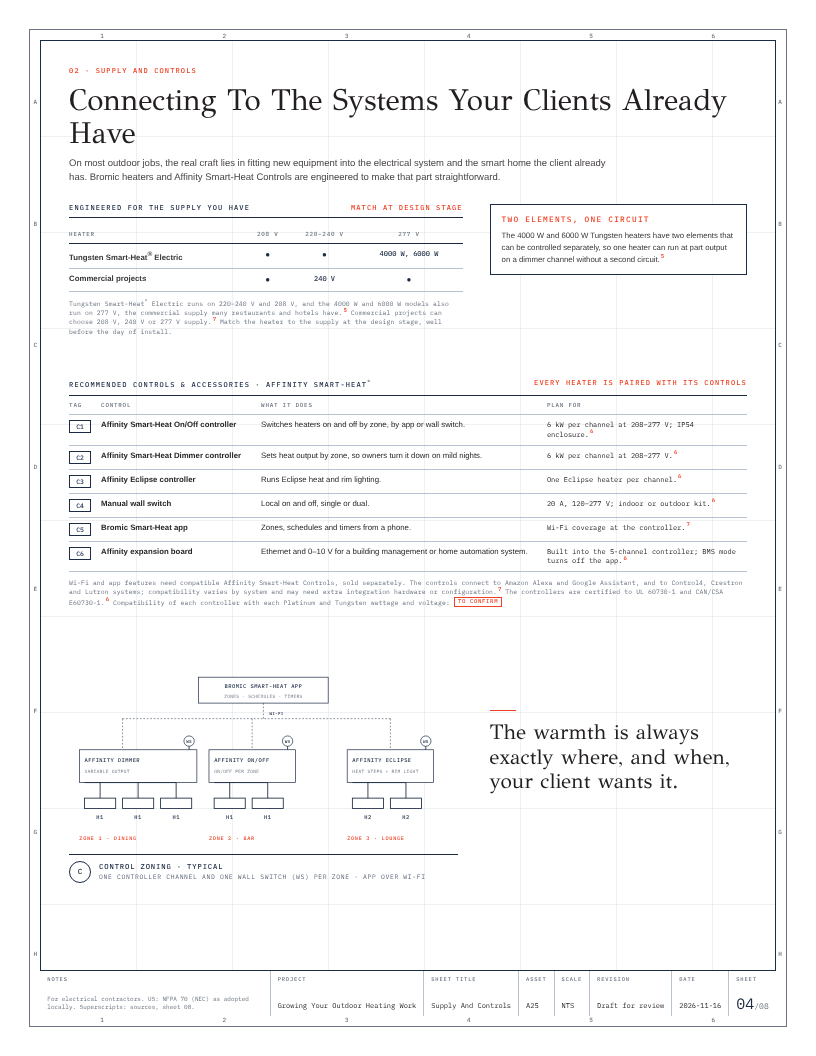 1 2 3 4 5 6
A A
B B
C C
D D
E E
F F
G G
H H
02 · SUPPLY AND CONTROLS
Connecting To The Systems Your Clients Already
Have
On most outdoor jobs, the real craft lies in fitting new equipment into the electrical system and the smart home the client already
has. Bromic heaters and Affinity Smart-Heat Controls are engineered to make that part straightforward.
ENGINEERED FOR THE SUPPLY YOU HAVE MATCH AT DESIGN STAGE
HEATER 208 V 220–240 V 277 V
Tungsten Smart-Heat® Electric ● ● 4000 W, 6000 W
Commercial projects ● 240 V ●
Tungsten Smart-Heat® Electric runs on 220–240 V and 208 V, and the 4000 W and 6000 W models also
run on 277 V, the commercial supply many restaurants and hotels have.5 Commercial projects can
choose 208 V, 240 V or 277 V supply.7 Match the heater to the supply at the design stage, well
before the day of install.
TWO ELEMENTS, ONE CIRCUIT
The 4000 W and 6000 W Tungsten heaters have two elements that
can be controlled separately, so one heater can run at part output
on a dimmer channel without a second circuit.5
RECOMMENDED CONTROLS & ACCESSORIES · AFFINITY SMART-HEAT® EVERY HEATER IS PAIRED WITH ITS CONTROLS
TAG CONTROL WHAT IT DOES PLAN FOR
C1 Affinity Smart-Heat On/Off controller Switches heaters on and off by zone, by app or wall switch. 6 kW per channel at 208–277 V; IP54
enclosure.6
C2 Affinity Smart-Heat Dimmer controller Sets heat output by zone, so owners turn it down on mild nights. 6 kW per channel at 208–277 V.6
C3 Affinity Eclipse controller Runs Eclipse heat and rim lighting. One Eclipse heater per channel.6
C4 Manual wall switch Local on and off, single or dual. 20 A, 120–277 V; indoor or outdoor kit.6
C5 Bromic Smart-Heat app Zones, schedules and timers from a phone. Wi-Fi coverage at the controller.7
C6 Affinity expansion board Ethernet and 0–10 V for a building management or home automation system. Built into the 5-channel controller; BMS mode
turns off the app.6
Wi-Fi and app features need compatible Affinity Smart-Heat Controls, sold separately. The controls connect to Amazon Alexa and Google Assistant, and to Control4, Crestron
and Lutron systems; compatibility varies by system and may need extra integration hardware or configuration.7 The controllers are certified to UL 60730-1 and CAN/CSA
E60730-1.6 Compatibility of each controller with each Platinum and Tungsten wattage and voltage: TO CONFIRM
BROMIC SMART-HEAT APP
ZONES · SCHEDULES · TIMERS
WI-FI
WS WS WS
AFFINITY DIMMER AFFINITY ON/OFF AFFINITY ECLIPSE
VARIABLE OUTPUT ON/OFF PER ZONE HEAT STEPS + RIM LIGHT
H1 H1 H1 H1 H1 H2 H2
ZONE 1 · DINING ZONE 2 · BAR ZONE 3 · LOUNGE
The warmth is always
exactly where, and when,
your client wants it.
C CONTROL ZONING · TYPICAL
ONE CONTROLLER CHANNEL AND ONE WALL SWITCH (WS) PER ZONE · APP OVER WI-FI
NOTES PROJECT SHEET TITLE ASSET SCALE REVISION DATE SHEET
For electrical contractors. US: NFPA 70 (NEC) as adopted
locally. Superscripts: sources, sheet 08.
Growing Your Outdoor Heating Work Supply And Controls A25 NTS Draft for review 2026-11-16 04/08
1 2 3 4 5 6